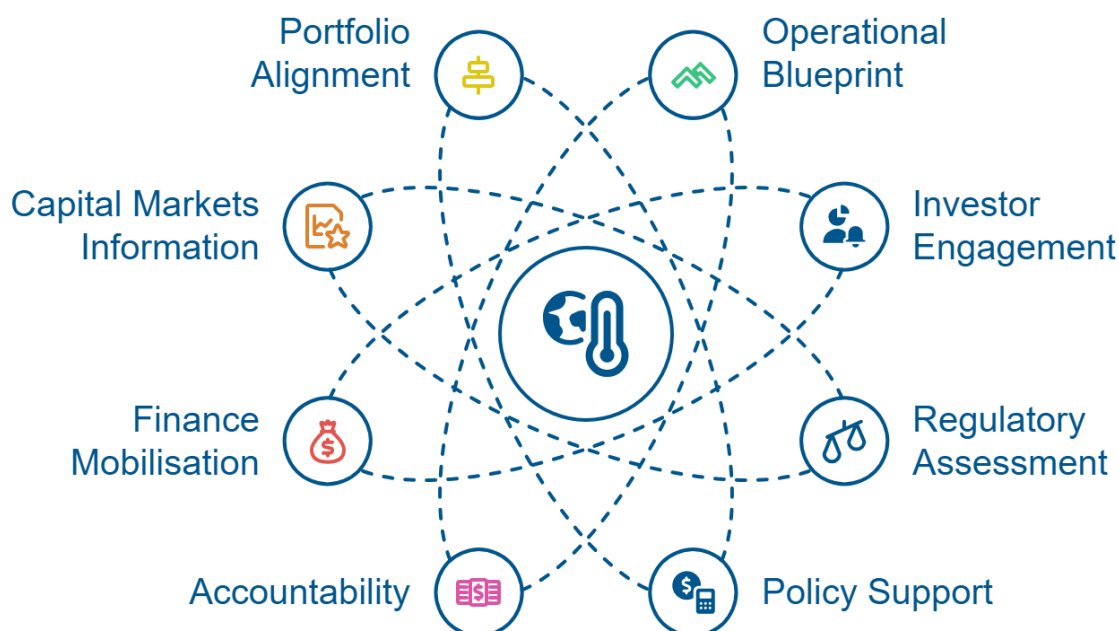 Portfolio
Alignment
Operational
Blueprint
Capital Markets
Information
Investor
Engagement
Finance
Mobilisation
Regulatory
Assessment
Accountability
Policy Support